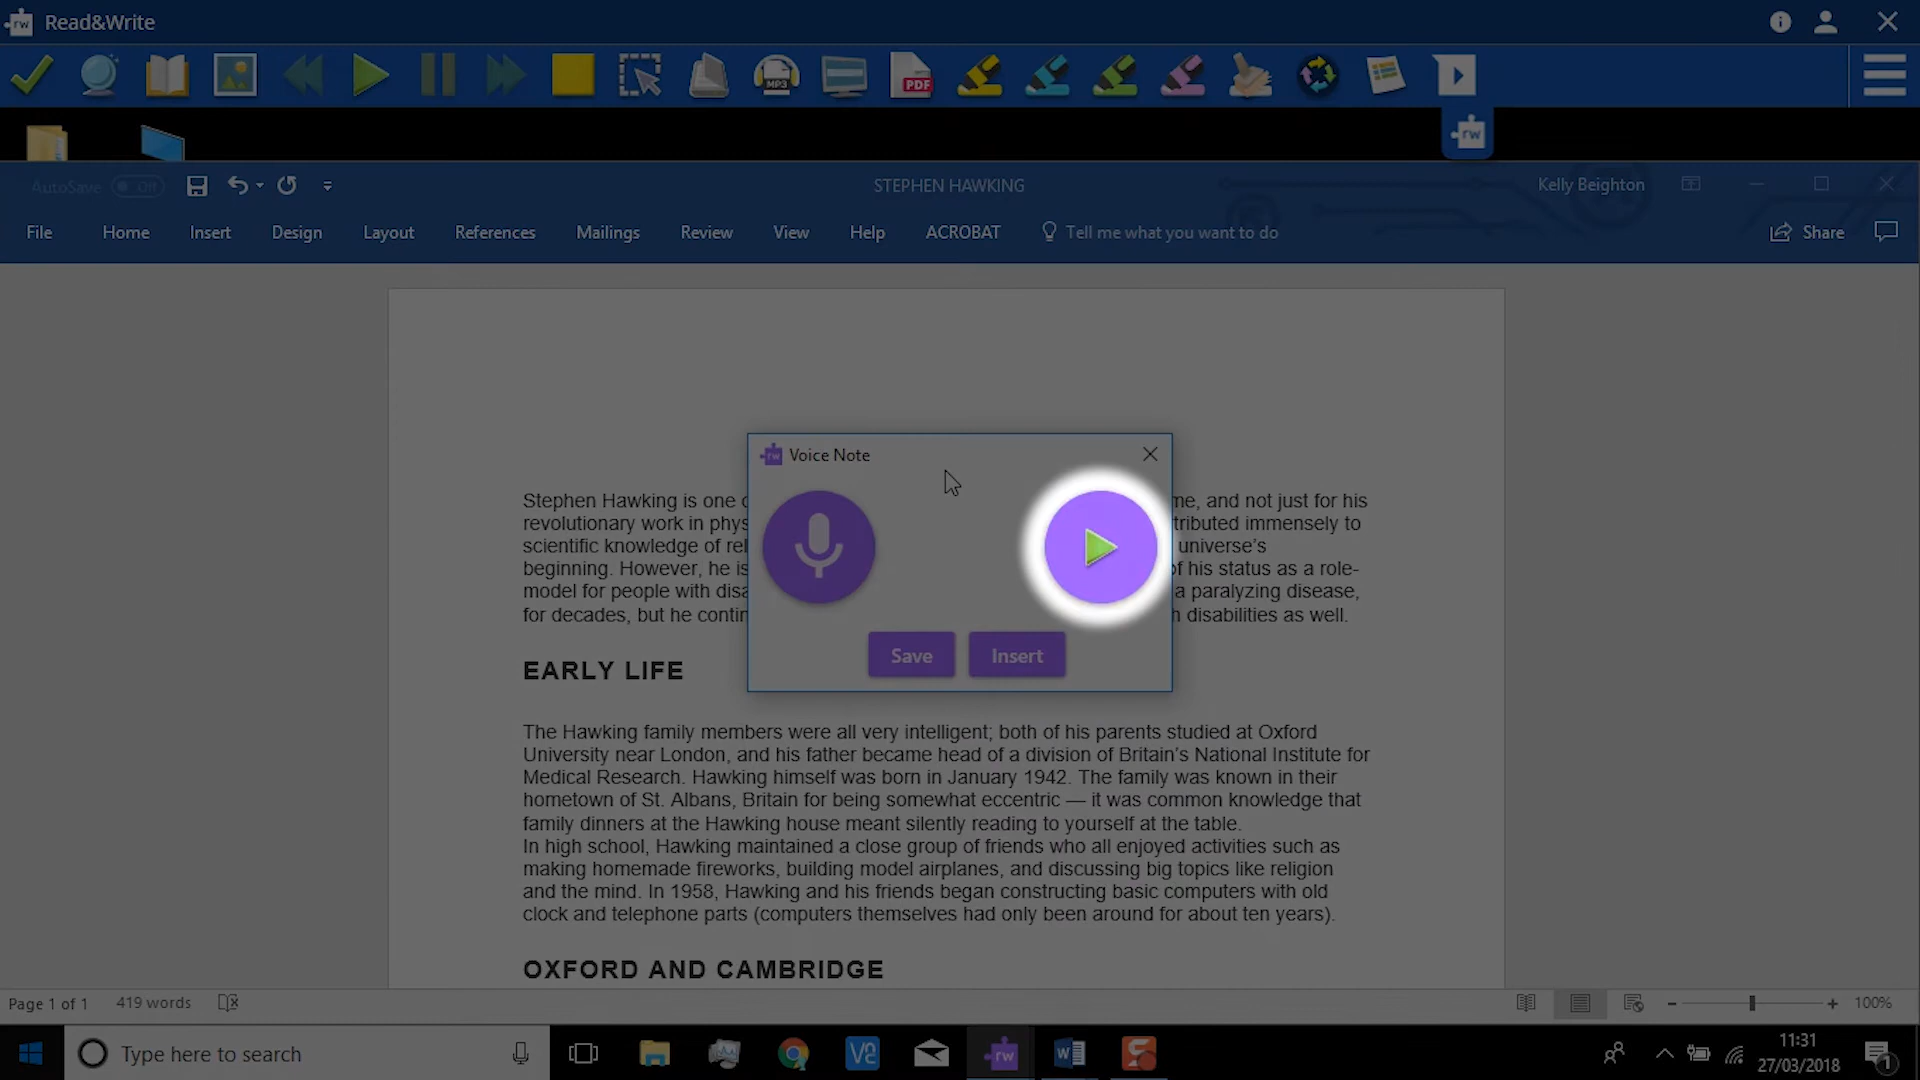 rw Read&Write
MP3
PDF
rw
AutoSave Off
STEPHEN HAWKING
Kelly Beighton
File Home Insert Design Layout References Mailings Review View Help ACROBAT Tell me what you want to do Share
rw Voice Note
Save Insert
Stephen Hawking is one me, and not just for his
revolutionary work in tributed immensely to
scientific knowledge of universe's
beginning. However, he is of his status as a role-
model for people with a paralyzing disease,
for decades, but he disabilities as well.
EARLY LIFE
The Hawking family members were all very intelligent; both of his parents studied at Oxford
University near London, and his father became head of a division of Britain's National Institute for
Medical Research. Hawking himself was born in January 1942. The family was known in their
hometown of St. Albans, Britain for being somewhat eccentric — it was common knowledge that
family dinners at the Hawking house meant silently reading to yourself at the table.
In high school, Hawking maintained a close group of friends who all enjoyed activities such as
making homemade fireworks, building model airplanes, and discussing big topics like religion
and the mind. In 1958, Hawking and his friends began constructing basic computers with old
clock and telephone parts (computers themselves had only been around for about ten years).
OXFORD AND CAMBRIDGE
Page 1 of 1 419 words
100%
Type here to search
V2
rw
11:31
27/03/2018
1